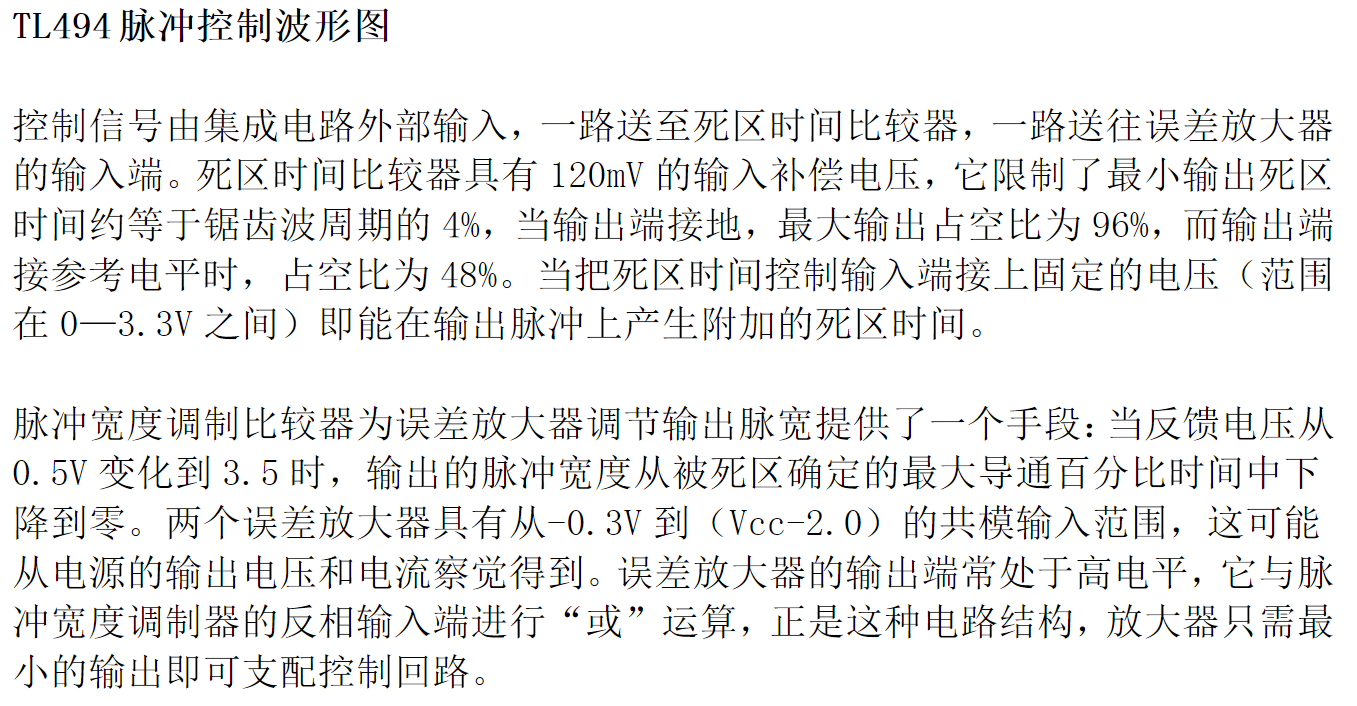 TL494脉冲控制波形图
控制信号由集成电路外部输入，一路送至死区时间比较器，一路送往误差放大器
的输入端。死区时间比较器具有 120mV 的输入补偿电压，它限制了最小输出死区
时间约等于锯齿波周期的 4%，当输出端接地，最大输出占空比为 96%，而输出端
接参考电平时，占空比为 48%。当把死区时间控制输入端接上固定的电压（范围
在 0—3.3V 之间）即能在输出脉冲上产生附加的死区时间。
脉冲宽度调制比较器为误差放大器调节输出脉宽提供了一个手段：当反馈电压从
0.5V 变化到 3.5 时，输出的脉冲宽度从被死区确定的最大导通百分比时间中下
降到零。两个误差放大器具有从-0.3V 到（Vcc-2.0）的共模输入范围，这可能
从电源的输出电压和电流察觉得到。误差放大器的输出端常处于高电平，它与脉
冲宽度调制器的反相输入端进行“或”运算，正是这种电路结构，放大器只需最
小的输出即可支配控制回路。